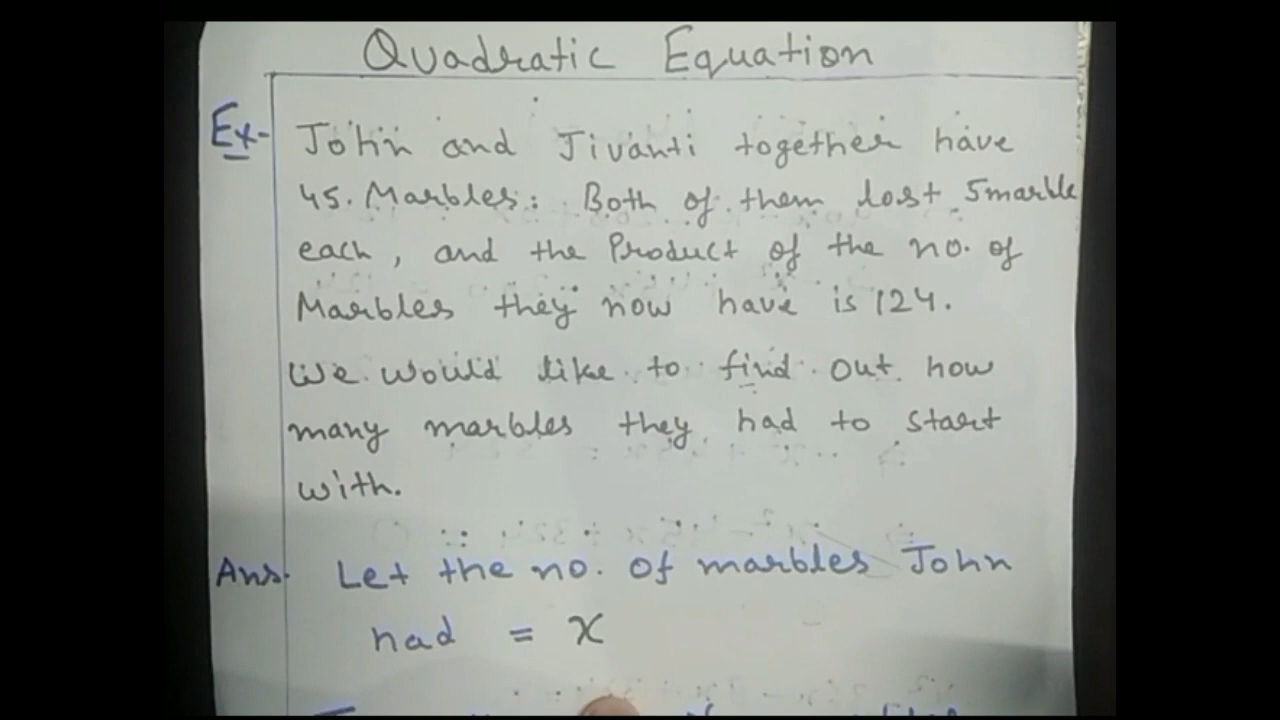 Quadratic Equation
Ex- John and Jivanti together have
45. Marbles: Both of them lost 5marble
each, and the Product of the no. of
Marbles they now have is 124.
We would like to find out how
many marbles they had to start
with.
Ans. Let the no. of marbles John
had = x